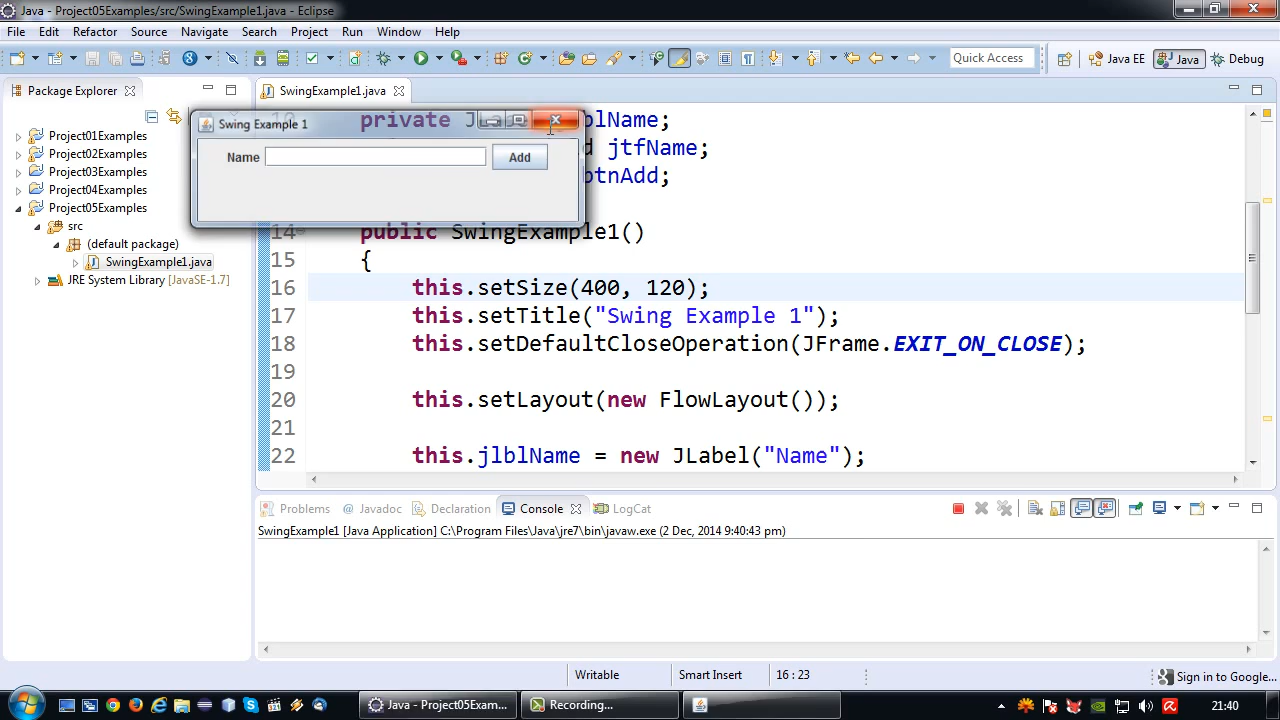 Java - Project05Examples/src/SwingExample1.java - Eclipse
File Edit Refactor Source Navigate Search Project Run Window Help
Quick Access Java EE Java Debug
Package Explorer
SwingExample1.java
Project01Examples
Project02Examples
Project03Examples
Project04Examples
Project05Examples
src
(default package)
SwingExample1.java
JRE System Library [JavaSE-1.7]
Swing Example 1
Name Add
private blName;
jtfName;
btnAdd;
14 public SwingExample1()
15 {
16 this.setSize(400, 120);
17 this.setTitle("Swing Example 1");
18 this.setDefaultCloseOperation(JFrame.EXIT_ON_CLOSE);
19
20 this.setLayout(new FlowLayout());
21
22 this.jlblName = new JLabel("Name");
Problems @ Javadoc Declaration Console LogCat
SwingExample1 [Java Application] C:\Program Files\Java\jre7\bin\javaw.exe (2 Dec, 2014 9:40:43 pm)
Writable Smart Insert 16 : 23 Sign in to Google...
Java - Project05Exam... Recording... 21:40